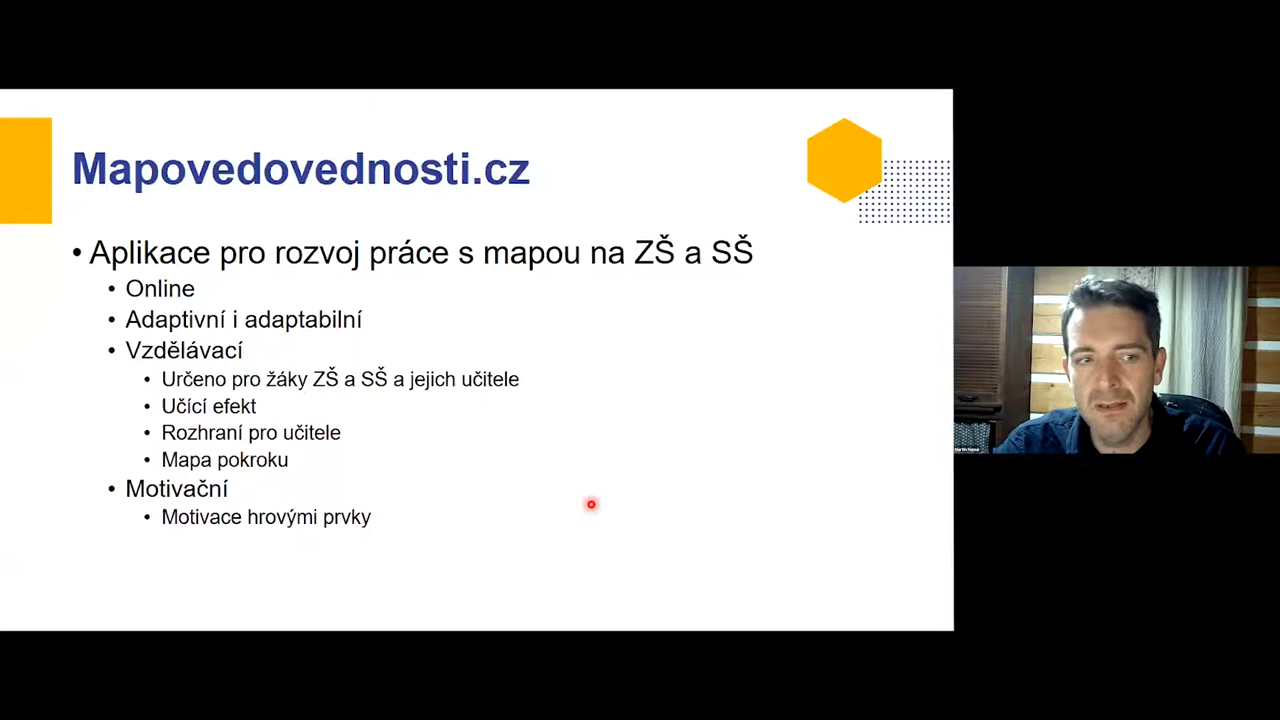 Mapovedovednosti.cz
• Aplikace pro rozvoj práce s mapou na ZŠ a SŠ
• Online
• Adaptivní i adaptabilní
• Vzdělávací
• Určeno pro žáky ZŠ a SŠ a jejich učitele
• Učící efekt
• Rozhraní pro učitele
• Mapa pokroku
• Motivační
• Motivace hrovými prvky